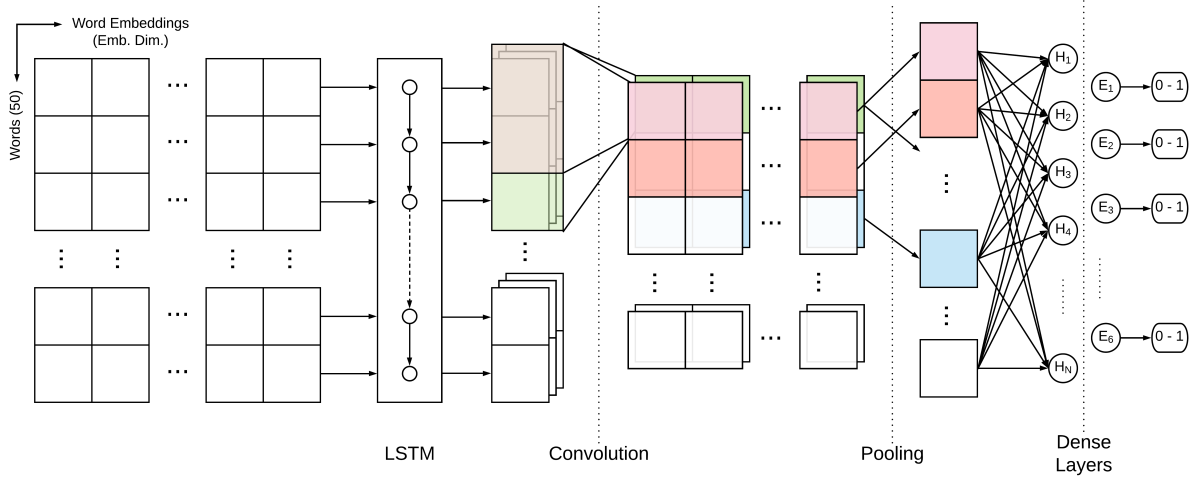 Word Embeddings
(Emb. Dim.)
Words (50)
H1
H2
H3
H4
HN
E1
0 - 1
E2
0 - 1
E3
0 - 1
E6
0 - 1
LSTM
Convolution
Pooling
Dense
Layers